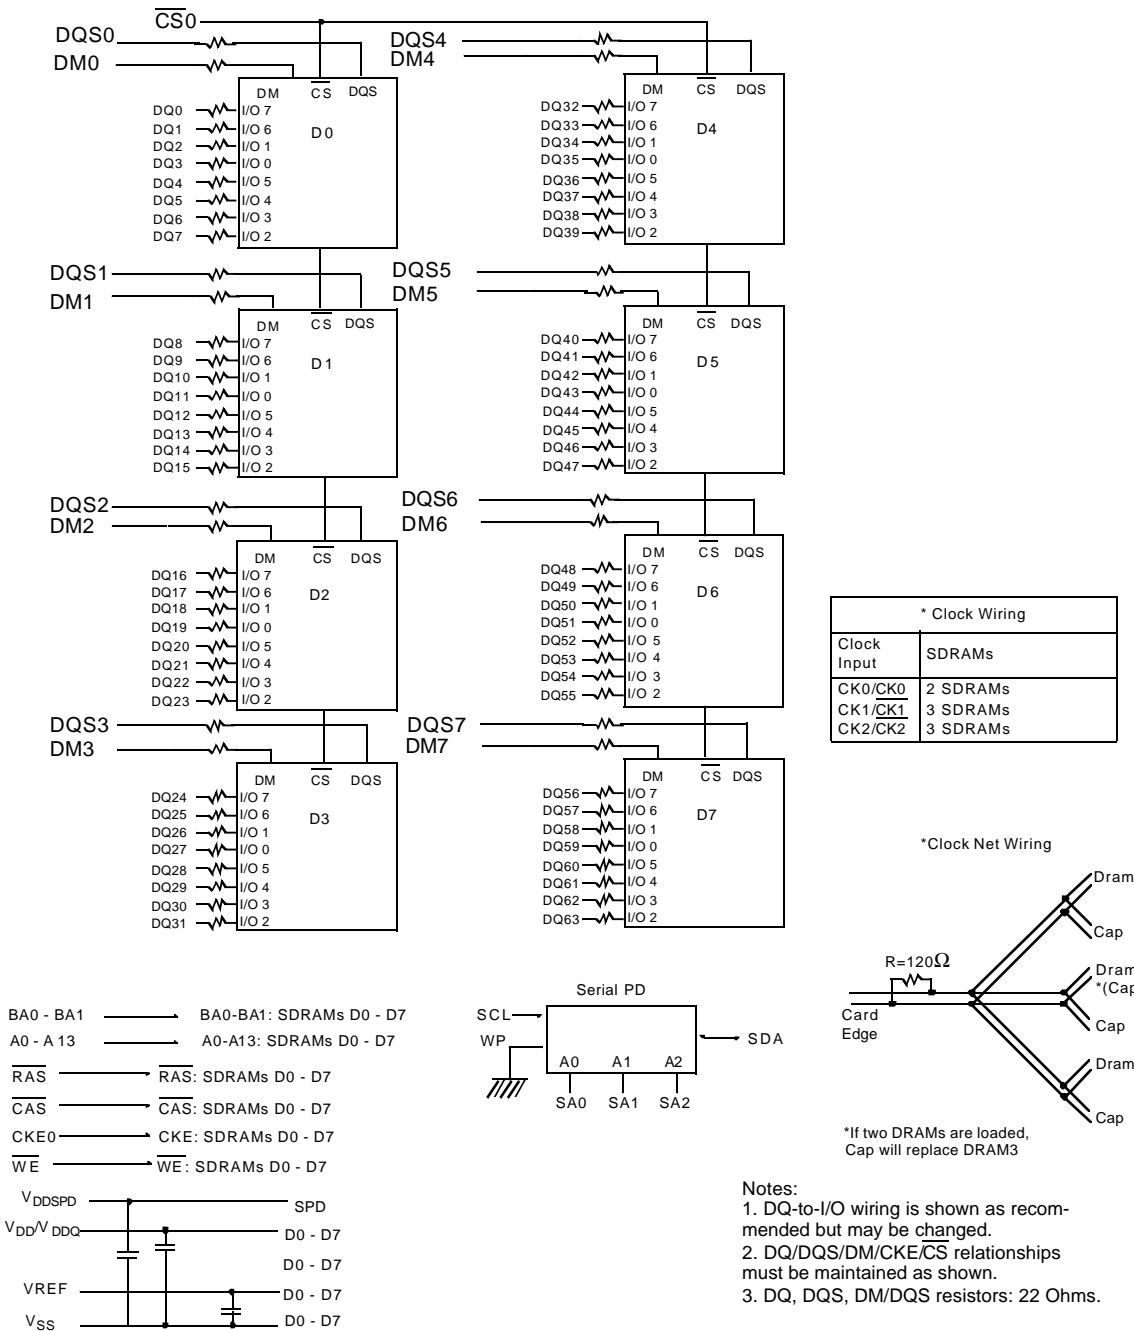 CS0
DQS0
DM0
DM CS DQS
D0
DQ0 I/O 7
DQ1 I/O 6
DQ2 I/O 1
DQ3 I/O 0
DQ4 I/O 5
DQ5 I/O 4
DQ6 I/O 3
DQ7 I/O 2
DQS4
DM4
DM CS DQS
D4
DQ32 I/O 7
DQ33 I/O 6
DQ34 I/O 1
DQ35 I/O 0
DQ36 I/O 5
DQ37 I/O 4
DQ38 I/O 3
DQ39 I/O 2
DQS1
DM1
DM CS DQS
D1
DQ8 I/O 7
DQ9 I/O 6
DQ10 I/O 1
DQ11 I/O 0
DQ12 I/O 5
DQ13 I/O 4
DQ14 I/O 3
DQ15 I/O 2
DQS5
DM5
DM CS DQS
D5
DQ40 I/O 7
DQ41 I/O 6
DQ42 I/O 1
DQ43 I/O 0
DQ44 I/O 5
DQ45 I/O 4
DQ46 I/O 3
DQ47 I/O 2
DQS2
DM2
DM CS DQS
D2
DQ16 I/O 7
DQ17 I/O 6
DQ18 I/O 1
DQ19 I/O 0
DQ20 I/O 5
DQ21 I/O 4
DQ22 I/O 3
DQ23 I/O 2
DQS6
DM6
DM CS DQS
D6
DQ48 I/O 7
DQ49 I/O 6
DQ50 I/O 1
DQ51 I/O 0
DQ52 I/O 5
DQ53 I/O 4
DQ54 I/O 3
DQ55 I/O 2
DQS3
DM3
DM CS DQS
D3
DQ24 I/O 7
DQ25 I/O 6
DQ26 I/O 1
DQ27 I/O 0
DQ28 I/O 5
DQ29 I/O 4
DQ30 I/O 3
DQ31 I/O 2
DQS7
DM7
DM CS DQS
D7
DQ56 I/O 7
DQ57 I/O 6
DQ58 I/O 1
DQ59 I/O 0
DQ60 I/O 5
DQ61 I/O 4
DQ62 I/O 3
DQ63 I/O 2
* Clock Wiring
Clock Input SDRAMs
CK0/CK0 2 SDRAMs
CK1/CK1 3 SDRAMs
CK2/CK2 3 SDRAMs
*Clock Net Wiring
Dram
Cap
R=120Ω
Dram
*(Cap
Cap
Card
Edge
Dram
Cap
*If two DRAMs are loaded,
Cap will replace DRAM3
BA0 - BA1 BA0-BA1: SDRAMs D0 - D7
A0 - A13 A0-A13: SDRAMs D0 - D7
RAS RAS: SDRAMs D0 - D7
CAS CAS: SDRAMs D0 - D7
CKE0 CKE: SDRAMs D0 - D7
WE WE: SDRAMs D0 - D7
Serial PD
SCL
WP
SDA
A0 A1 A2
SA0 SA1 SA2
VDDSPD SPD
VDD/VDDQ D0 - D7
D0 - D7
VREF D0 - D7
VSS D0 - D7
Notes:
1. DQ-to-I/O wiring is shown as recom-
mended but may be changed.
2. DQ/DQS/DM/CKE/CS relationships
must be maintained as shown.
3. DQ, DQS, DM/DQS resistors: 22 Ohms.